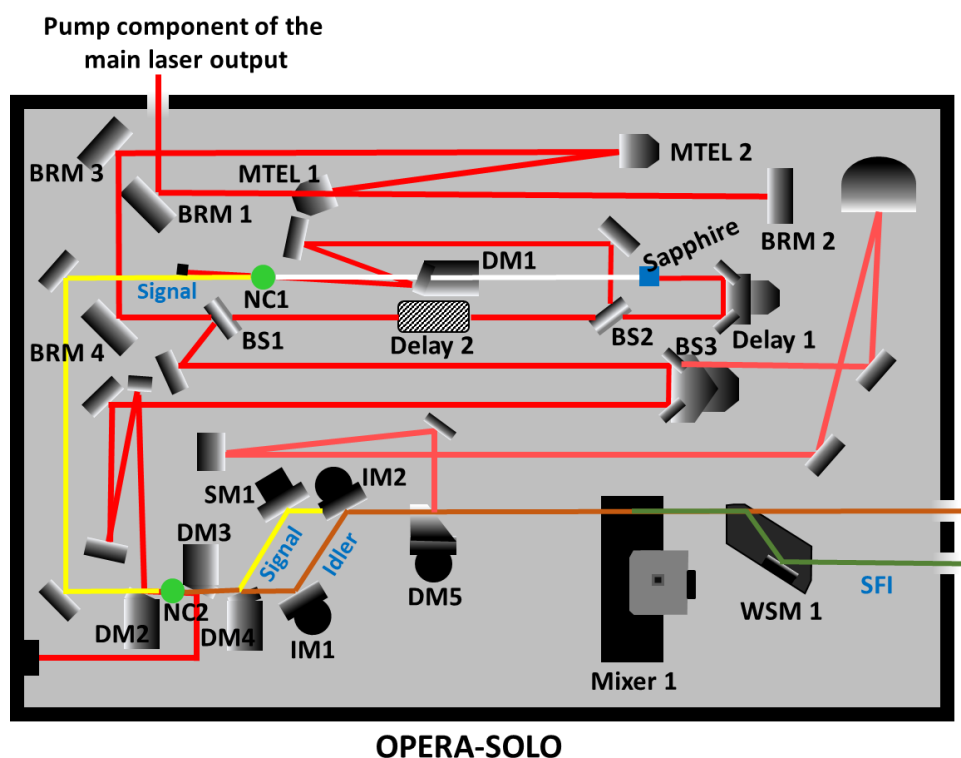 Pump component of the
main laser output
MTEL 2
BRM 3
MTEL 1
BRM 1
BRM 2
Sapphire
DM1
Signal
NC1
BS1
BS2
Delay 1
Delay 2
BRM 4
BS3
IM2
SM1
Signal
Idler
DM3
DM5
SFI
WSM 1
NC2
DM2
DM4
IM1
Mixer 1
OPERA-SOLO